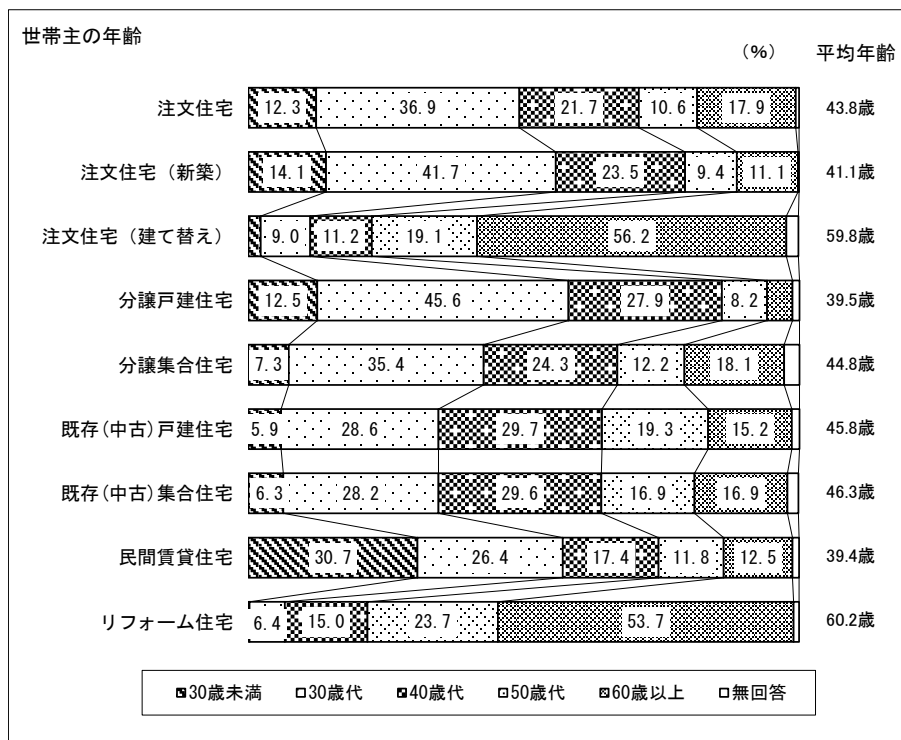 世帯主の年齢
(%) 平均年齢
注文住宅 12.3 36.9 21.7 10.6 17.9 43.8歳
注文住宅（新築） 14.1 41.7 23.5 9.4 11.1 41.1歳
注文住宅（建て替え） 9.0 11.2 19.1 56.2 59.8歳
分譲戸建住宅 12.5 45.6 27.9 8.2 39.5歳
分譲集合住宅 7.3 35.4 24.3 12.2 18.1 44.8歳
既存(中古)戸建住宅 5.9 28.6 29.7 19.3 15.2 45.8歳
既存(中古)集合住宅 6.3 28.2 29.6 16.9 16.9 46.3歳
民間賃貸住宅 30.7 26.4 17.4 11.8 12.5 39.4歳
リフォーム住宅 6.4 15.0 23.7 53.7 60.2歳
30歳未満 30歳代 40歳代 50歳代 60歳以上 無回答